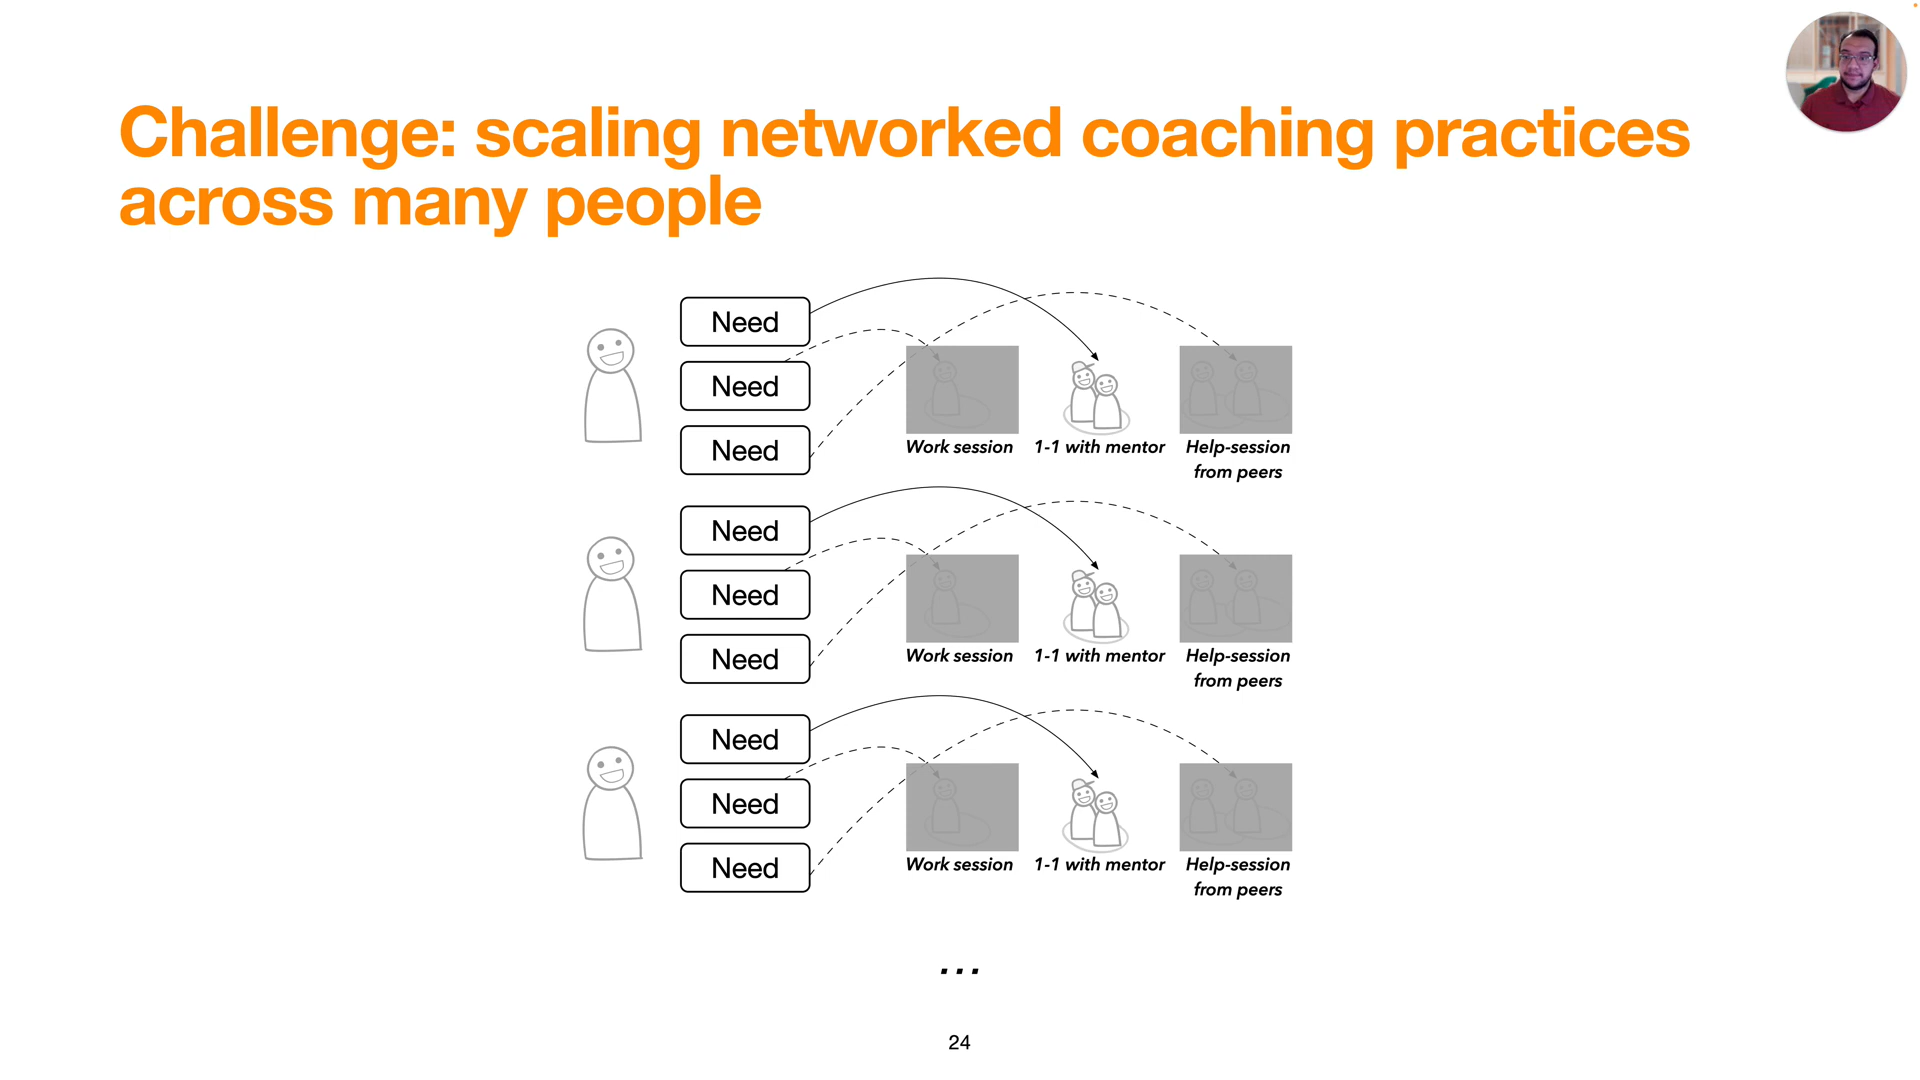 Challenge: scaling networked coaching practices
across many people
Need
Need
Need
Work session
1-1 with mentor
Help-session
from peers
Need
Need
Need
Work session
1-1 with mentor
Help-session
from peers
Need
Need
Need
Work session
1-1 with mentor
Help-session
from peers
...
24